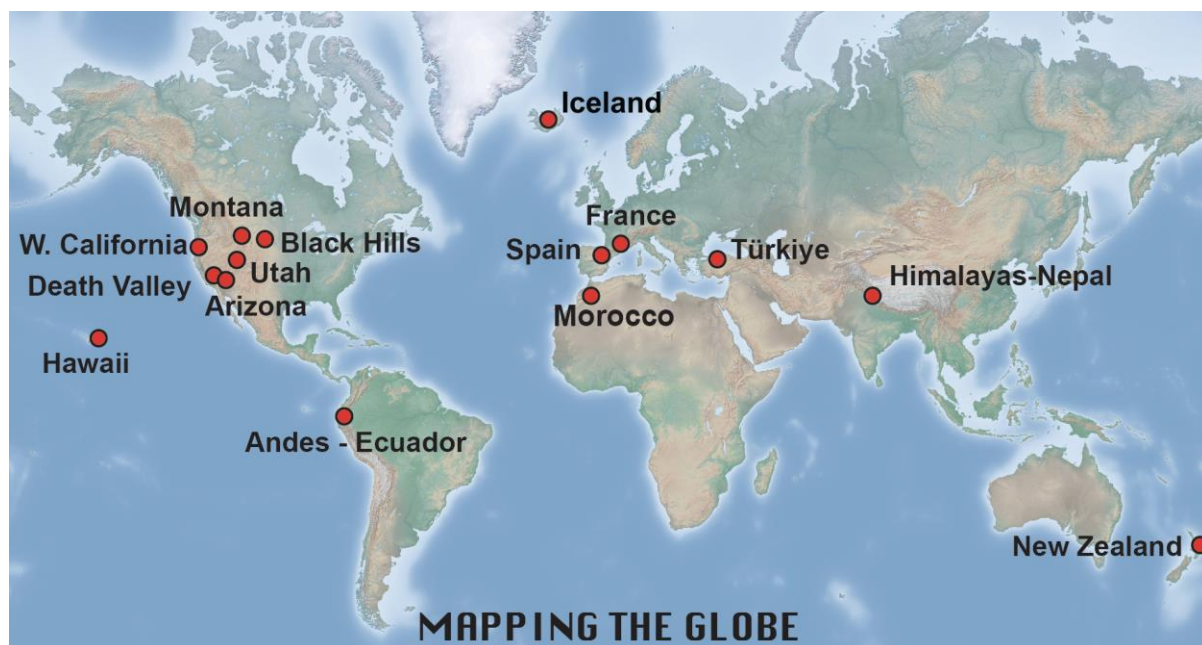 Iceland
Montana
France
W. California
Black Hills
Spain
Türkiye
Utah
Himalayas-Nepal
Death Valley
Arizona
Morocco
Hawaii
Andes - Ecuador
New Zealand
MAPPING THE GLOBE